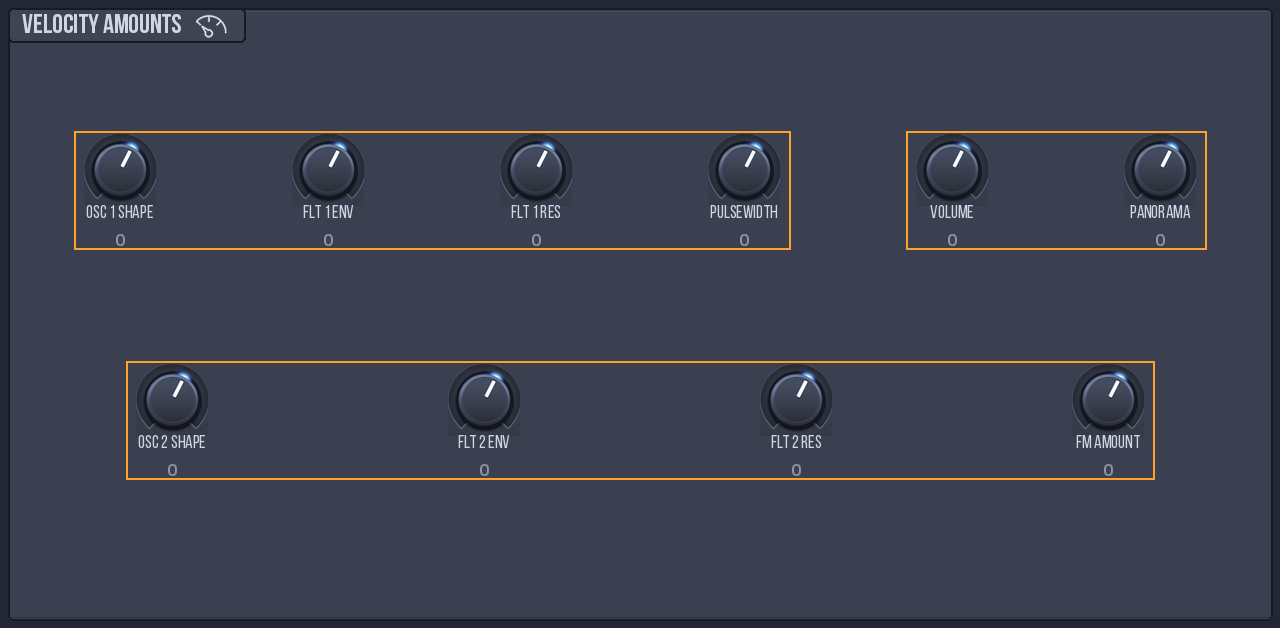 VELOCITY AMOUNTS
OSC 1 SHAPE FLT 1 ENV FLT 1 RES PULSEWIDTH VOLUME PANORAMA
0 0 0 0 0 0
OSC 2 SHAPE FLT 2 ENV FLT 2 RES FM AMOUNT
0 0 0 0